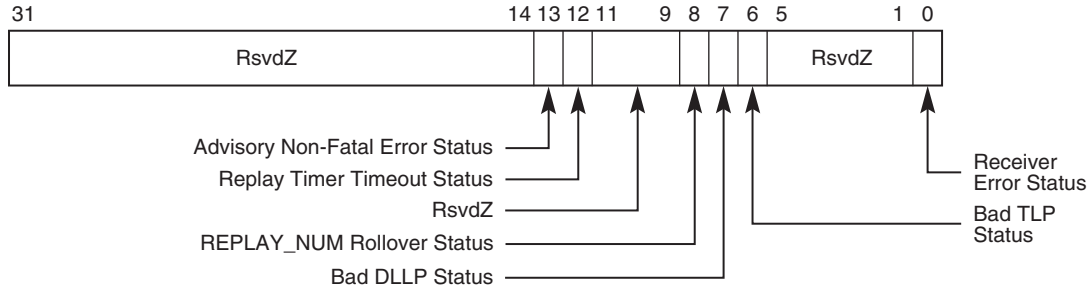 31 14 13 12 11 9 8 7 6 5 1 0
RsvdZ RsvdZ
Advisory Non-Fatal Error Status
Replay Timer Timeout Status
RsvdZ
REPLAY_NUM Rollover Status
Bad DLLP Status
Receiver
Error Status
Bad TLP
Status